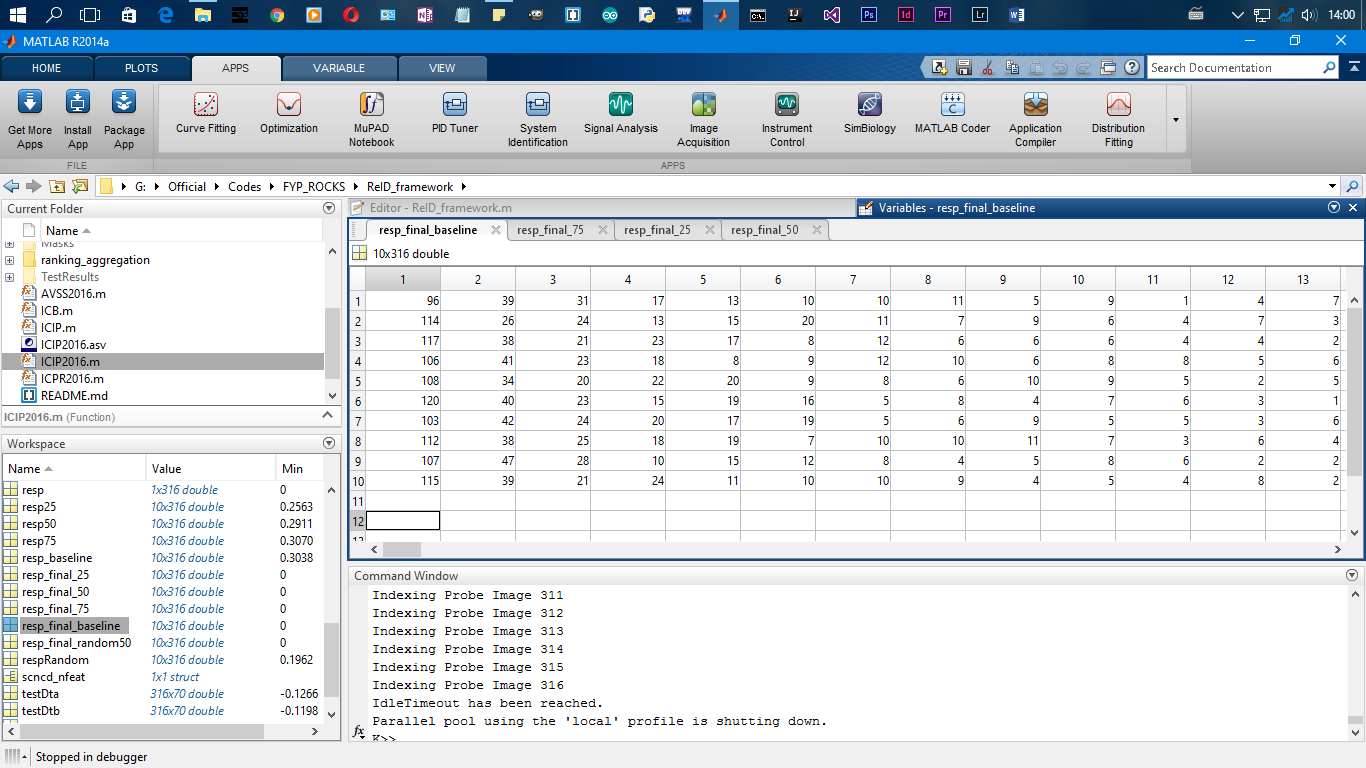 14:00
MATLAB R2014a
HOME PLOTS APPS VARIABLE VIEW
Search Documentation
Get More Apps
Install App
Package App
Curve Fitting
Optimization
MuPAD Notebook
PID Tuner
System Identification
Signal Analysis
Image Acquisition
Instrument Control
SimBiology
MATLAB Coder
Application Compiler
Distribution Fitting
FILE APPS
G: Official Codes FYP_ROCKS ReID_framework
Current Folder
Name
Masks
ranking_aggregation
TestResults
AVSS2016.m
ICB.m
ICIP.m
ICIP2016.asv
ICIP2016.m
ICPR2016.m
README.md
ICIP2016.m (Function)
Workspace
Name Value Min
resp 1x316 double 0
resp25 10x316 double 0.2563
resp50 10x316 double 0.2911
resp75 10x316 double 0.3070
resp_baseline 10x316 double 0.3038
resp_final_25 10x316 double 0
resp_final_50 10x316 double 0
resp_final_75 10x316 double 0
resp_final_baseline 10x316 double 0
resp_final_random50 10x316 double 0
respRandom 10x316 double 0.1962
scncd_nfeat 1x1 struct
testDta 316x70 double -0.1266
testDtb 316x70 double -0.1198
Editor - ReID_framework.m
Variables - resp_final_baseline
resp_final_baseline resp_final_75 resp_final_25 resp_final_50
10x316 double
1 2 3 4 5 6 7 8 9 10 11 12 13
1 96 39 31 17 13 10 10 11 5 9 1 4 7
2 114 26 24 13 15 20 11 7 9 6 4 7 3
3 117 38 21 23 17 8 12 6 6 6 4 4 2
4 106 41 23 18 8 9 12 10 6 8 8 5 6
5 108 34 20 22 20 9 8 6 10 9 5 2 5
6 120 40 23 15 19 16 5 8 4 7 6 3 1
7 103 42 24 20 17 19 5 6 9 5 5 3 6
8 112 38 25 18 19 7 10 10 11 7 3 6 4
9 107 47 28 10 15 12 8 4 5 8 6 2 2
10 115 39 21 24 11 10 10 9 4 5 4 8 2
11
12
13
Command Window
Indexing Probe Image 311
Indexing Probe Image 312
Indexing Probe Image 313
Indexing Probe Image 314
Indexing Probe Image 315
Indexing Probe Image 316
IdleTimeout has been reached.
Parallel pool using the 'local' profile is shutting down.
fx K>>
Stopped in debugger